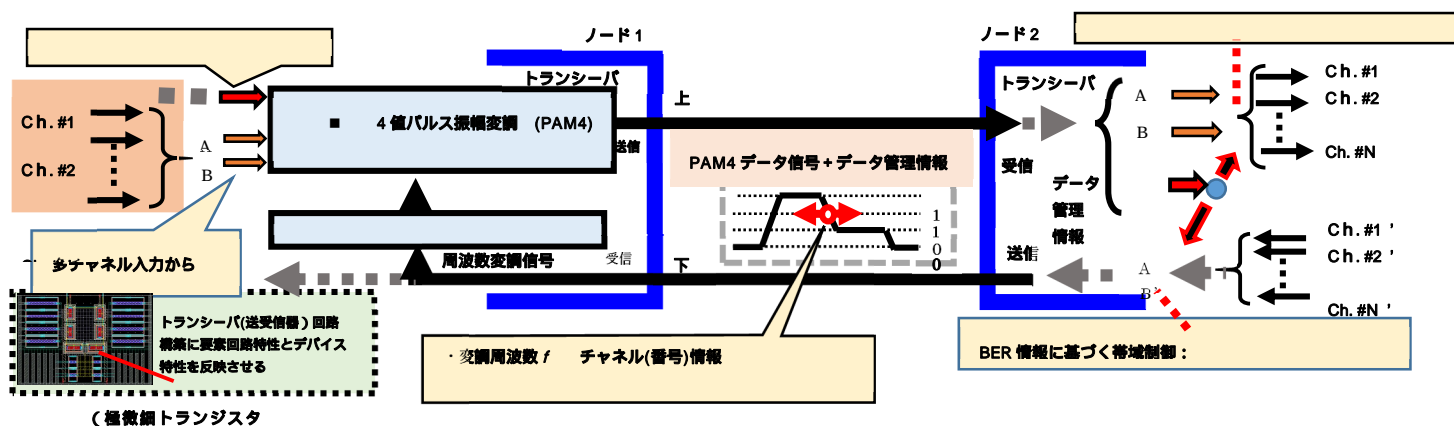 ノード1
ノード2
トランシーバ
トランシーバ
Ch.#1
Ch.#2
A
B
■ 4値パルス振幅変調 (PAM4)
送信
上
PAM4データ信号+データ管理情報
1
1
0
0
受信
データ
管理
情報
A
B
Ch.#1
Ch.#2
Ch.#N
周波数変調信号
受信
下
送信
A
B'
Ch.#1 '
Ch.#2 '
Ch.#N '
多チャネル入力から
トランシーバ(送受信器)回路
構築に要素回路特性とデバイス
特性を反映させる
(極微細トランジスタ
・変調周波数 f チャネル(番号)情報
BER 情報に基づく帯域制御: